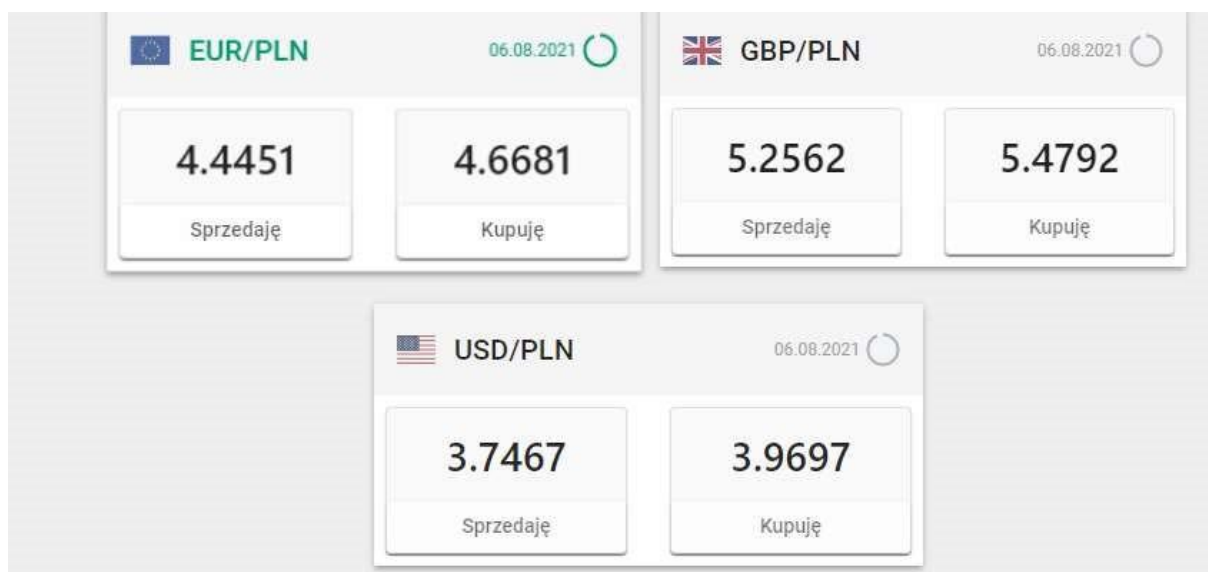 EUR/PLN 06.08.2021
4.4451 4.6681
Sprzedaję Kupuję
GBP/PLN 06.08.2021
5.2562 5.4792
Sprzedaję Kupuję
USD/PLN 06.08.2021
3.7467 3.9697
Sprzedaję Kupuję